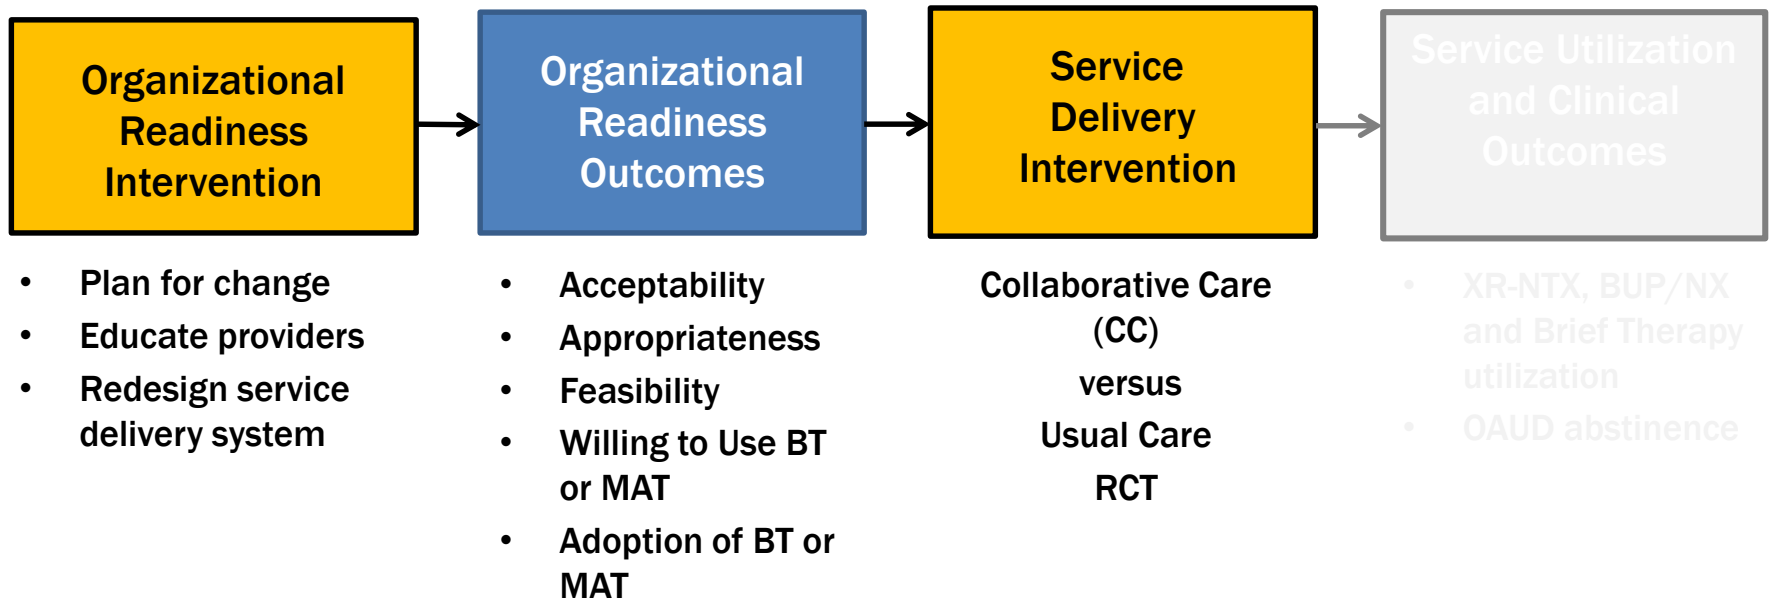 Organizational
Readiness
Intervention
Organizational
Readiness
Outcomes
Service
Delivery
Intervention
Service Utilization
and Clinical
Outcomes
• Plan for change
• Educate providers
• Redesign service
delivery system
• Acceptability
• Appropriateness
• Feasibility
• Willing to Use BT
or MAT
• Adoption of BT or
MAT
Collaborative Care
(CC)
versus
Usual Care
RCT
• XR-NTX, BUP/NX
and Brief Therapy
utilization
• OAUD abstinence